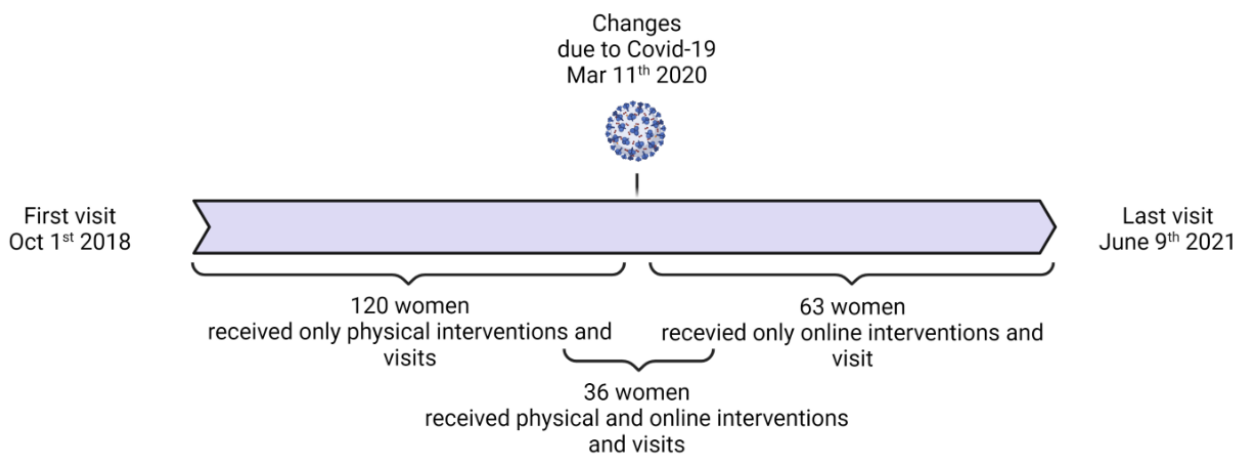 Changes
due to Covid-19
Mar 11th 2020
First visit
Oct 1st 2018
Last visit
June 9th 2021
120 women
received only physical interventions and
visits
63 women
recevied only online interventions and
visit
36 women
received physical and online interventions
and visits